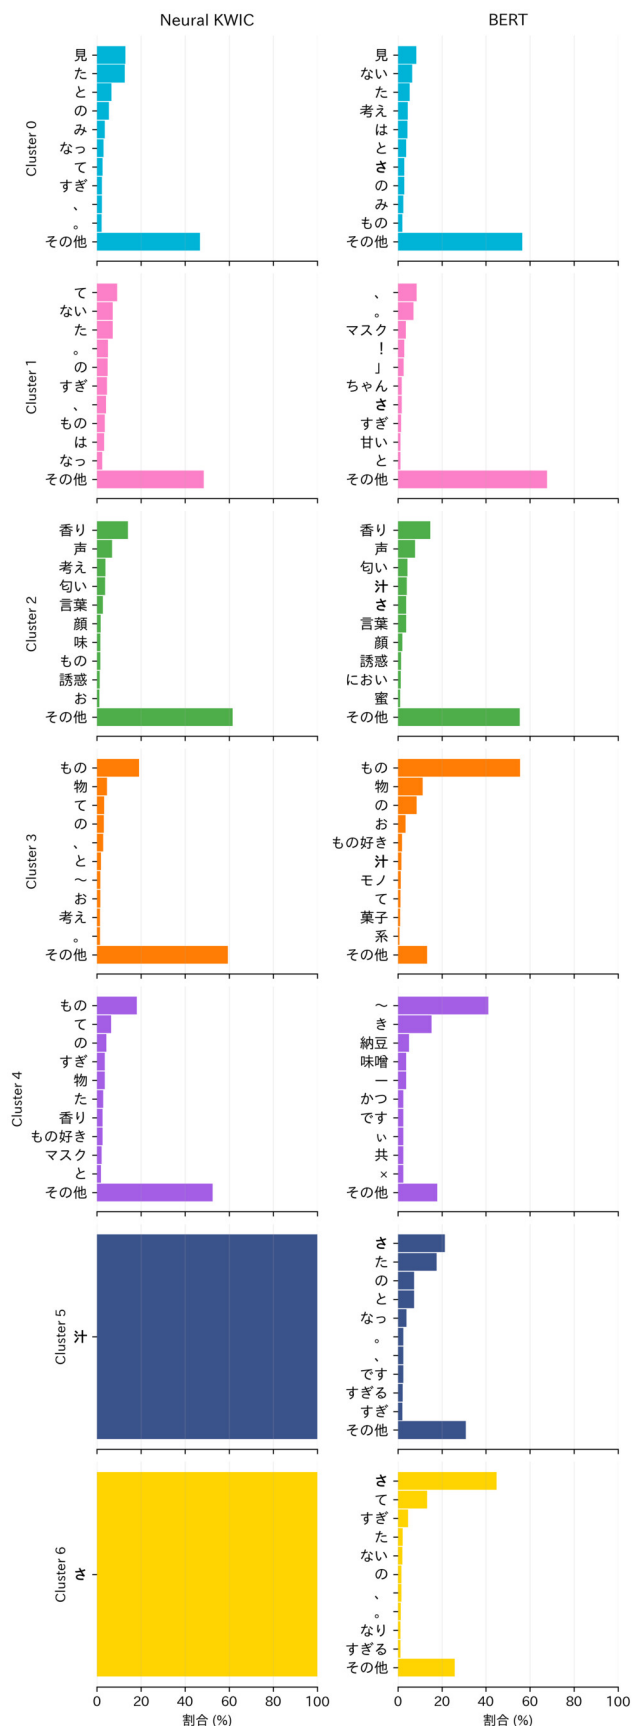 Neural KWIC
BERT
Cluster 0
見
た
と
の
み
なっ
て
すぎ
、
。
その他
見
ない
た
考え
は
と
さ
の
み
もの
その他
Cluster 1
て
ない
た
。
の
すぎ
、
もの
は
なっ
その他
、
。
マスク
！
」
ちゃん
さ
すぎ
甘い
と
その他
Cluster 2
香り
声
考え
匂い
言葉
顔
味
もの
誘惑
お
その他
香り
声
匂い
汁
さ
言葉
顔
誘惑
におい
蜜
その他
Cluster 3
もの
物
て
の
、
と
～
お
考え
。
その他
もの
物
の
お
もの好き
汁
モノ
て
菓子
系
その他
Cluster 4
もの
て
の
すぎ
物
た
香り
もの好き
マスク
と
その他
～
き
納豆
味噌
ー
かつ
です
ぃ
共
×
その他
Cluster 5
汁
さ
た
の
と
なっ
。
、
です
すぎる
すぎ
その他
Cluster 6
さ
さ
て
すぎ
た
ない
の
、
。
なり
すぎる
その他
0 20 40 60 80 100
割合 (%)
0 20 40 60 80 100
割合 (%)